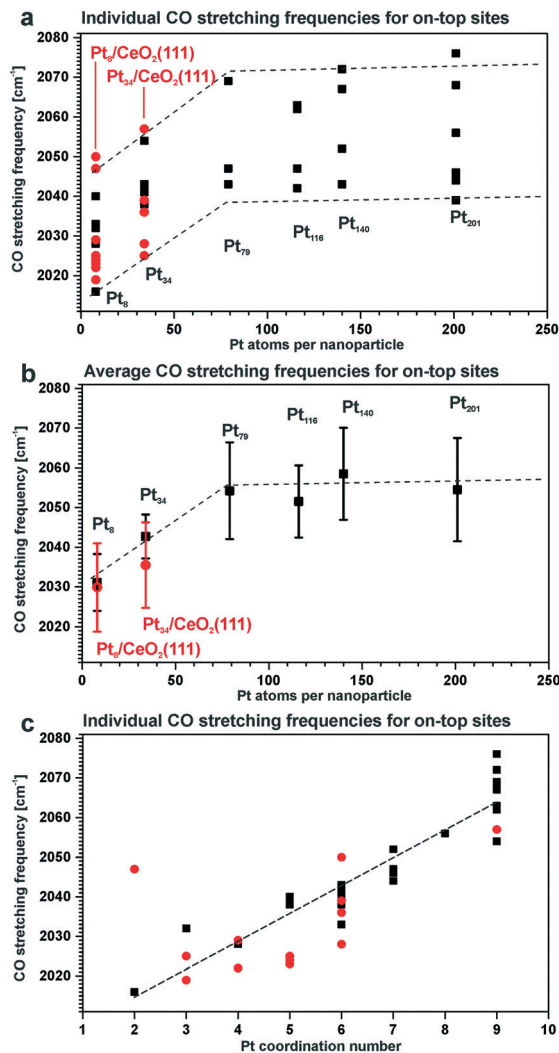 a Individual CO stretching frequencies for on-top sites
CO stretching frequency [cm⁻¹]
2080
2070
2060
2050
2040
2030
2020
Pt₈/CeO₂(111)
Pt₃₄/CeO₂(111)
Pt₈
Pt₃₄
Pt₇₉
Pt₁₁₆
Pt₁₄₀
Pt₂₀₁
0 50 100 150 200 250
Pt atoms per nanoparticle
b Average CO stretching frequencies for on-top sites
CO stretching frequency [cm⁻¹]
2080
2070
2060
2050
2040
2030
2020
Pt₈
Pt₃₄
Pt₇₉
Pt₁₁₆
Pt₁₄₀
Pt₂₀₁
Pt₃₄/CeO₂(111)
Pt₈/CeO₂(111)
0 50 100 150 200 250
Pt atoms per nanoparticle
c Individual CO stretching frequencies for on-top sites
CO stretching frequency [cm⁻¹]
2080
2070
2060
2050
2040
2030
2020
1 2 3 4 5 6 7 8 9 10
Pt coordination number